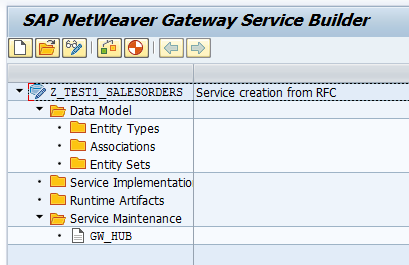 SAP NetWeaver Gateway Service Builder
Z_TEST1_SALESORDERS Service creation from RFC
Data Model
Entity Types
Associations
Entity Sets
Service Implementation
Runtime Artifacts
Service Maintenance
GW_HUB